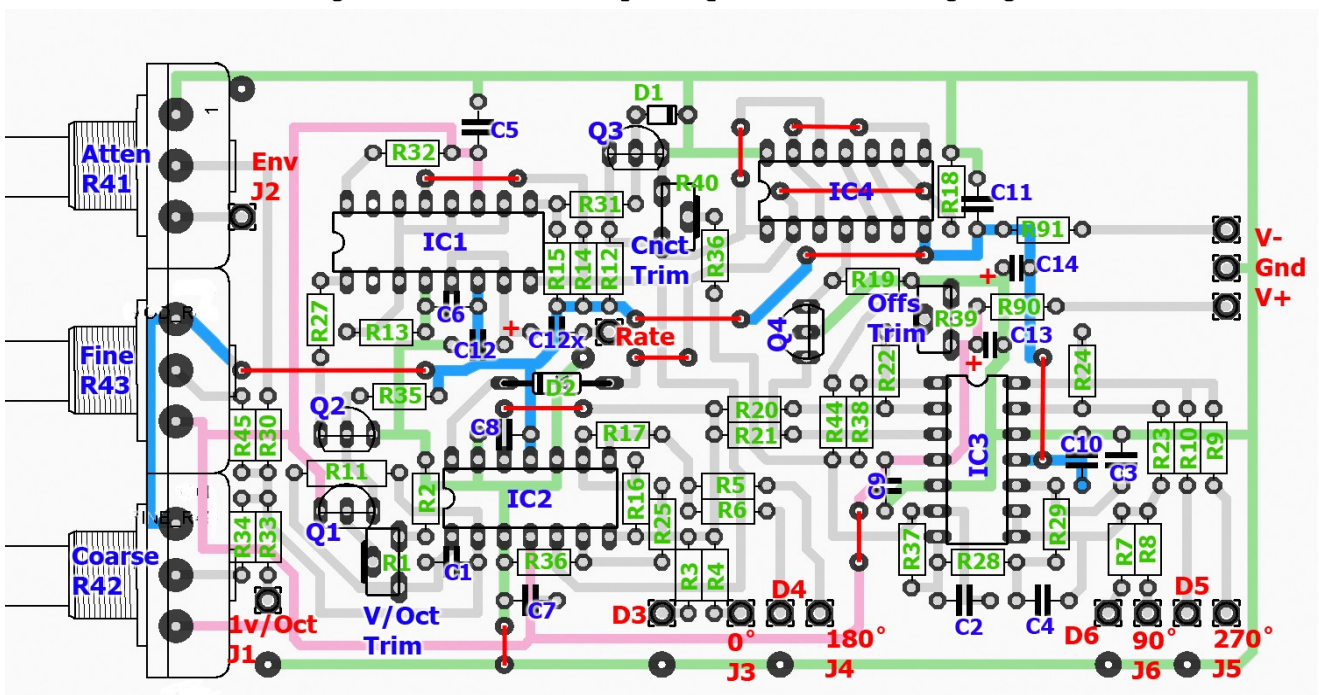 Atten
R41
Env
J2
1
Fine
R43
Coarse
R42
1v/Oct
J1
R32
C5
Q3
D1
R40
IC4
R18
C11
R91
V-
Gnd
V+
IC1
R31
R15
R14
R12
Cnct
Trim
R36
R19
Offs
Trim
R39
+
C14
R90
C13
+
R27
R13
C6
C12
+
C12x
Rate
Q4
R22
R24
R35
D2
Q2
C8
R17
R20
R21
R44
R38
IC3
C10
C3
R23
R10
R9
R45
R30
R11
R2
IC2
R16
R25
R5
R6
C9
R37
R29
R28
R7
R8
R34
R33
Q1
R1
C1
R36
C7
V/Oct
Trim
R3
R4
D3
D4
0°
J3
180°
J4
C2
C4
D6
D5
90°
J6
270°
J5